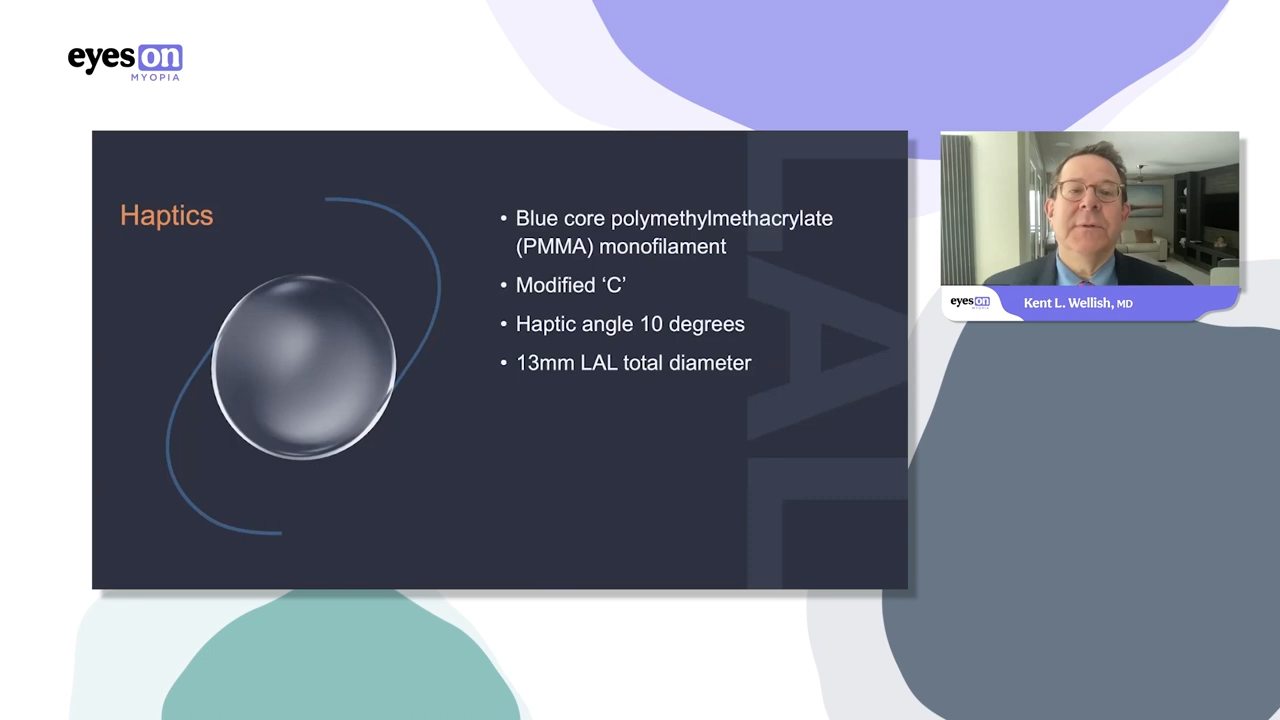 eyes on
MYOPIA
Haptics
• Blue core polymethylmethacrylate
(PMMA) monofilament
• Modified ‘C’
• Haptic angle 10 degrees
• 13mm LAL total diameter
LAL
eyes on
MYOPIA
Kent L. Wellish, MD